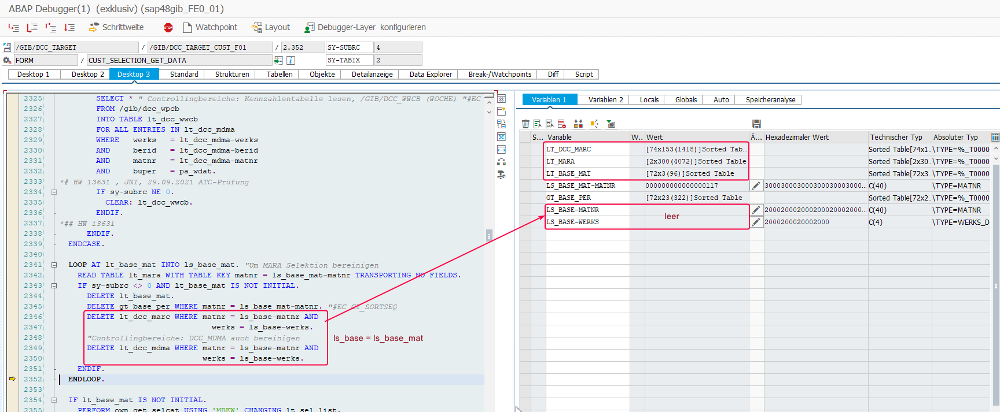 ABAP Debugger(1)  (exklusiv) (sap48gib_FE0_01)
Schrittweite STOP Watchpoint Layout Debugger-Layer konfigurieren
/GIB/DCC_TARGET / /GIB/DCC_TARGET_CUST_F01 / 2.352 SY-SUBRC 4
FORM / CUST_SELECTION_GET_DATA SY-TABIX 2
Desktop 1 Desktop 2 Desktop 3 Standard Strukturen Tabellen Objekte Detailanzeige Data Explorer Break-/Watchpoints Diff Script
2325 SELECT * " Controllingbereiche: Kennzahlentabelle lesen, /GIB/DCC_WWCB (WOCHE) "#EC
2326 FROM /gib/dcc_wpcb
2327 INTO TABLE lt_dcc_wwcb
2328 FOR ALL ENTRIES IN lt_dcc_mdma
2329 WHERE werks = lt_dcc_mdma-werks
2330 AND berid = lt_dcc_mdma-berid
2331 AND matnr = lt_dcc_mdma-matnr
2332 AND buper = pa_wdat.
2333 *# HW 13631 , JNI, 29.09.2021 ATC-Prüfung
2334 IF sy-subrc NE 0.
2335 CLEAR: lt_dcc_wwcb.
2336 ENDIF.
2337 *## HW 13631
2338 ENDIF.
2339 ENDCASE.
2340
2341 LOOP AT lt_base_mat INTO ls_base_mat. "Um MARA Selektion bereinigen
2342 READ TABLE lt_mara WITH TABLE KEY matnr = ls_base_mat-matnr TRANSPORTING NO FIELDS.
2343 IF sy-subrc <> 0 AND lt_base_mat IS NOT INITIAL.
2344 DELETE lt_base_mat.
2345 DELETE gt_base_per WHERE matnr = ls_base_mat-matnr. "#EC CI_SORTSEQ
2346 DELETE lt_dcc_marc WHERE matnr = ls_base-matnr AND
2347 werks = ls_base-werks.
2348 "Controllingbereiche: DCC_MDMA auch bereinigen
2349 DELETE lt_dcc_mdma WHERE matnr = ls_base-matnr AND
2350 werks = ls_base-werks.
2351 ENDIF.
2352 ENDLOOP.
2353
2354 IF lt_base_mat IS NOT INITIAL.
2355 PERFORM own_get_selcat USING 'MBEW' CHANGING lt_sel_list.
ls_base = ls_base_mat
Variablen 1 Variablen 2 Locals Globals Auto Speicheranalyse
S... Variable W... Wert Ä... Hexadezimaler Wert Technischer Typ Absoluter Typ
LT_DCC_MARC [74x153(1418)]Sorted Tab... Sorted Table[74x1... \TYPE=%_T0000
LT_MARA [2x300(4072)]Sorted Table Sorted Table[2x30... \TYPE=%_T0000
LT_BASE_MAT [72x3(96)]Sorted Table Sorted Table[72x3... \TYPE=%_T0000
LS_BASE_MAT-MATNR 000000000000000117 300030003000300030003000... C(40) \TYPE=MATNR
GT_BASE_PER [72x23(322)]Sorted Table Sorted Table[72x2... \TYPE=%_T0000
LS_BASE-MATNR 200020002000200020002000... C(40) \TYPE=MATNR
leer
LS_BASE-WERKS 2000200020002000 C(4) \TYPE=WERKS_D